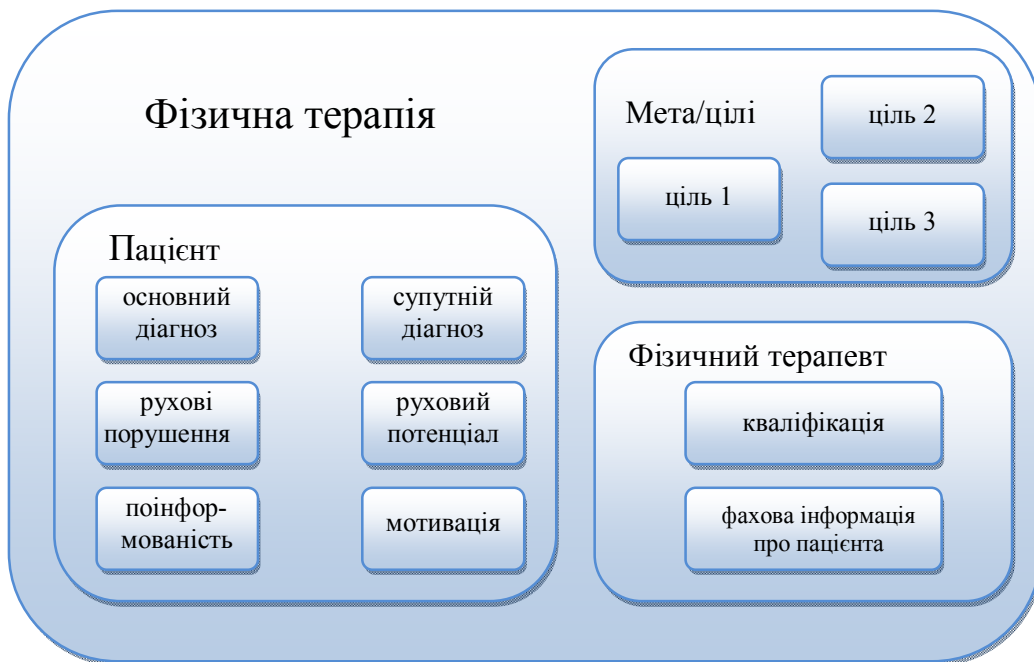 Фізична терапія
Мета/цілі
ціль 1
ціль 2
ціль 3
Пацієнт
основний
діагноз
супутній
діагноз
рухові
порушення
руховий
потенціал
поінфор-
мованість
мотивація
Фізичний терапевт
кваліфікація
фахова інформація
про пацієнта